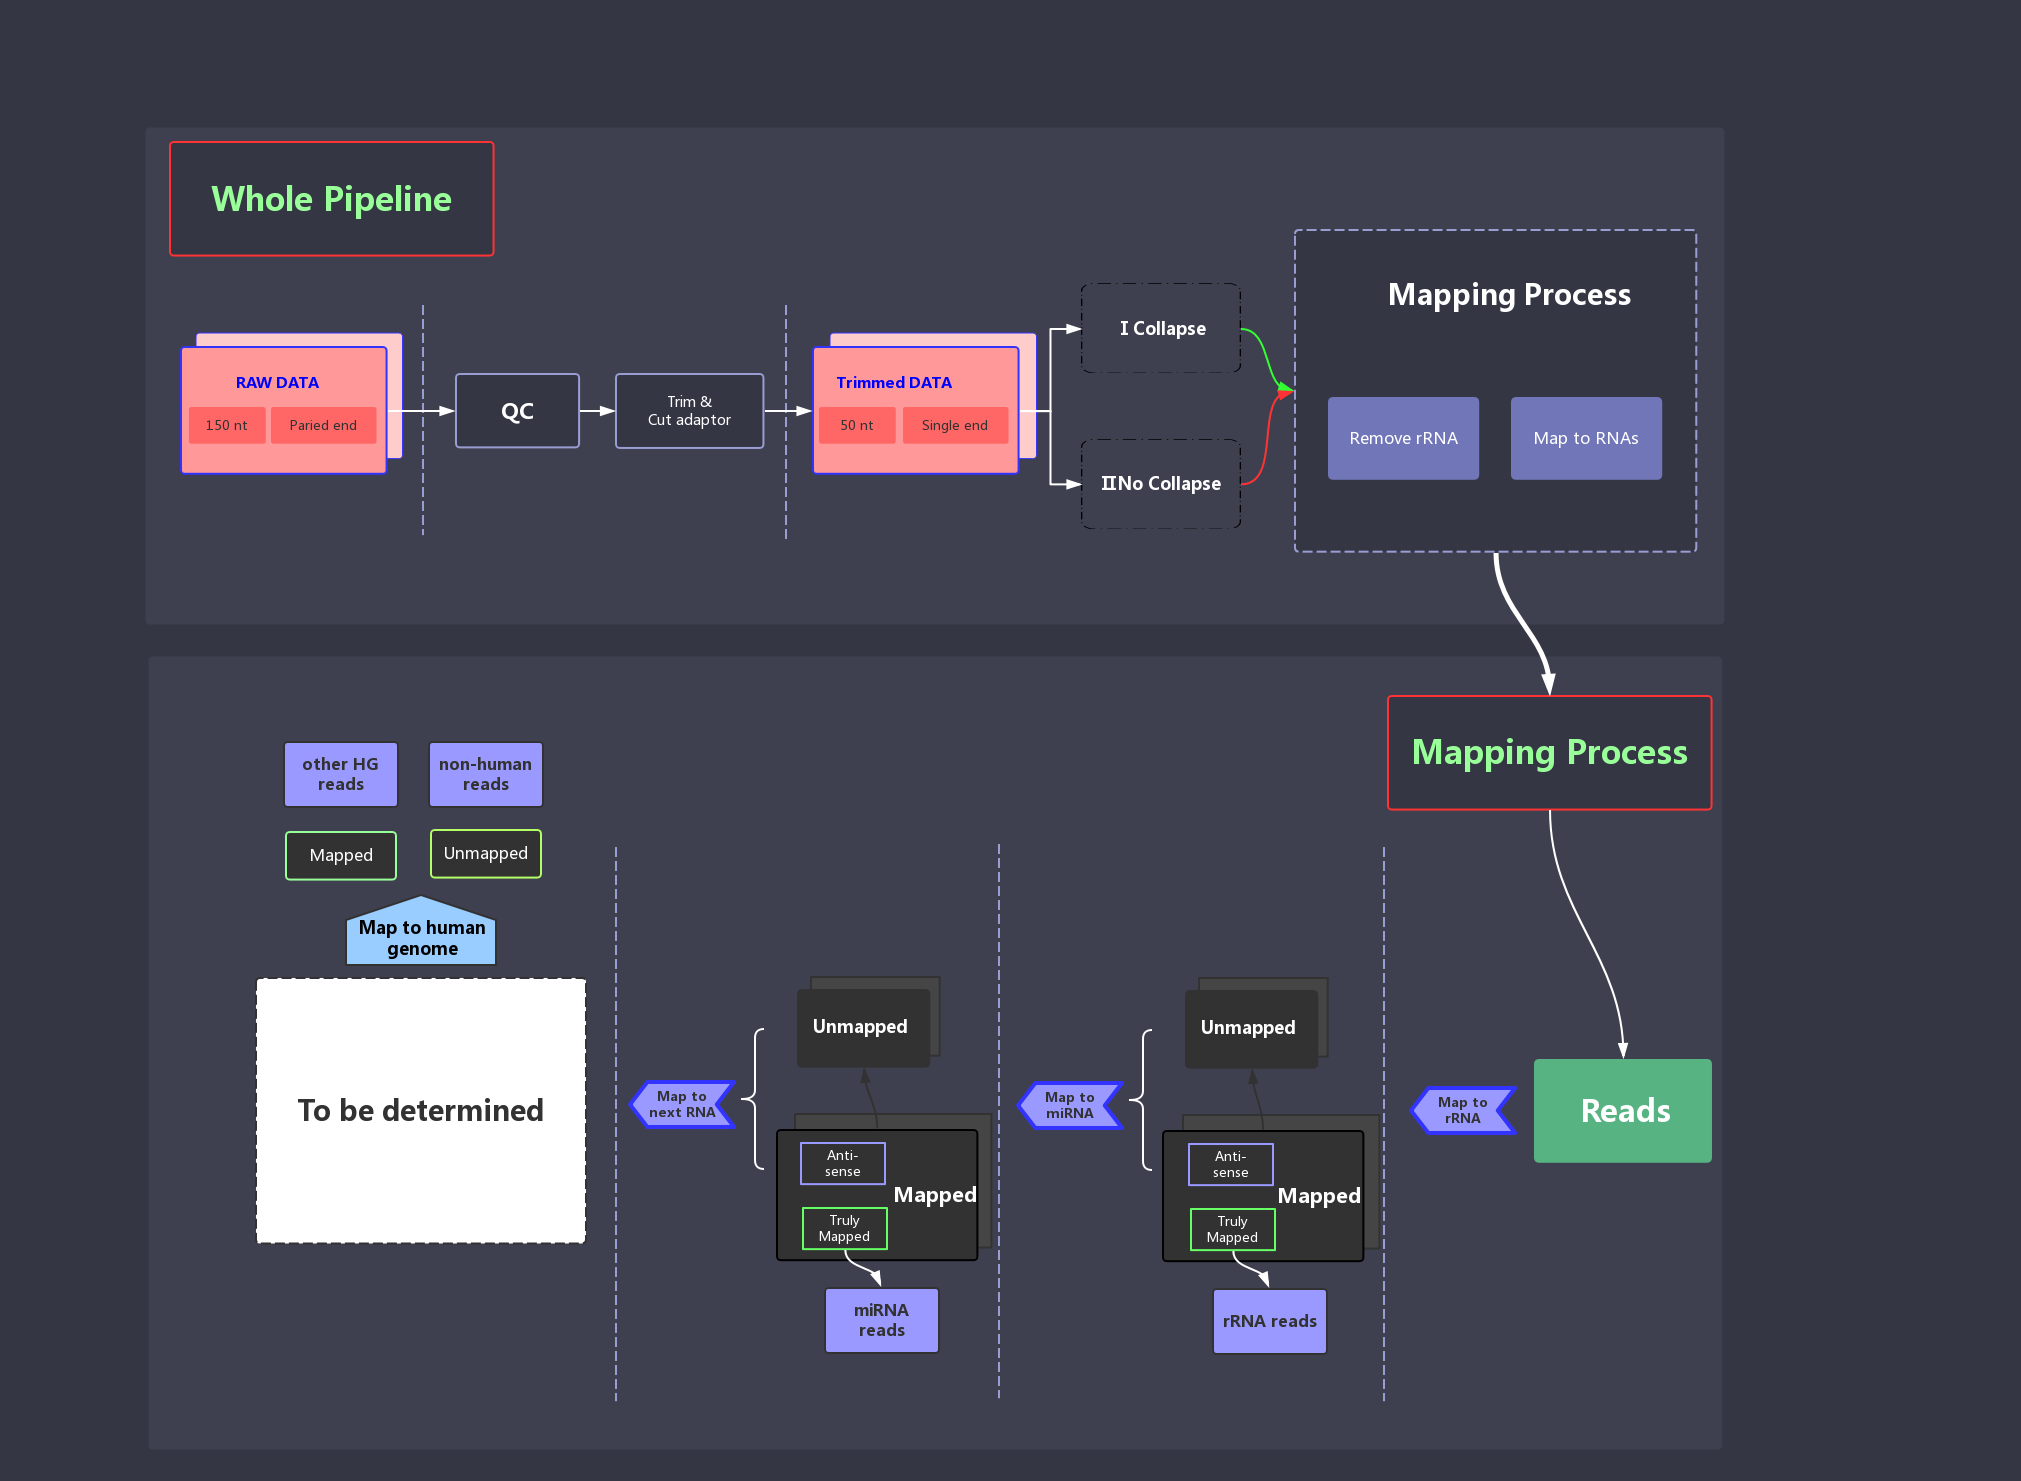 Whole Pipeline
RAW DATA
150 nt
Paried end
QC
Trim &
Cut adaptor
Trimmed DATA
50 nt
Single end
I Collapse
IINo Collapse
Mapping Process
Remove rRNA
Map to RNAs
Mapping Process
Reads
Map to
rRNA
Unmapped
Anti-
sense
Mapped
Truly
Mapped
rRNA reads
Map to
miRNA
Unmapped
Anti-
sense
Mapped
Truly
Mapped
miRNA
reads
Map to
next RNA
To be determined
Map to human
genome
Mapped
Unmapped
other HG
reads
non-human
reads